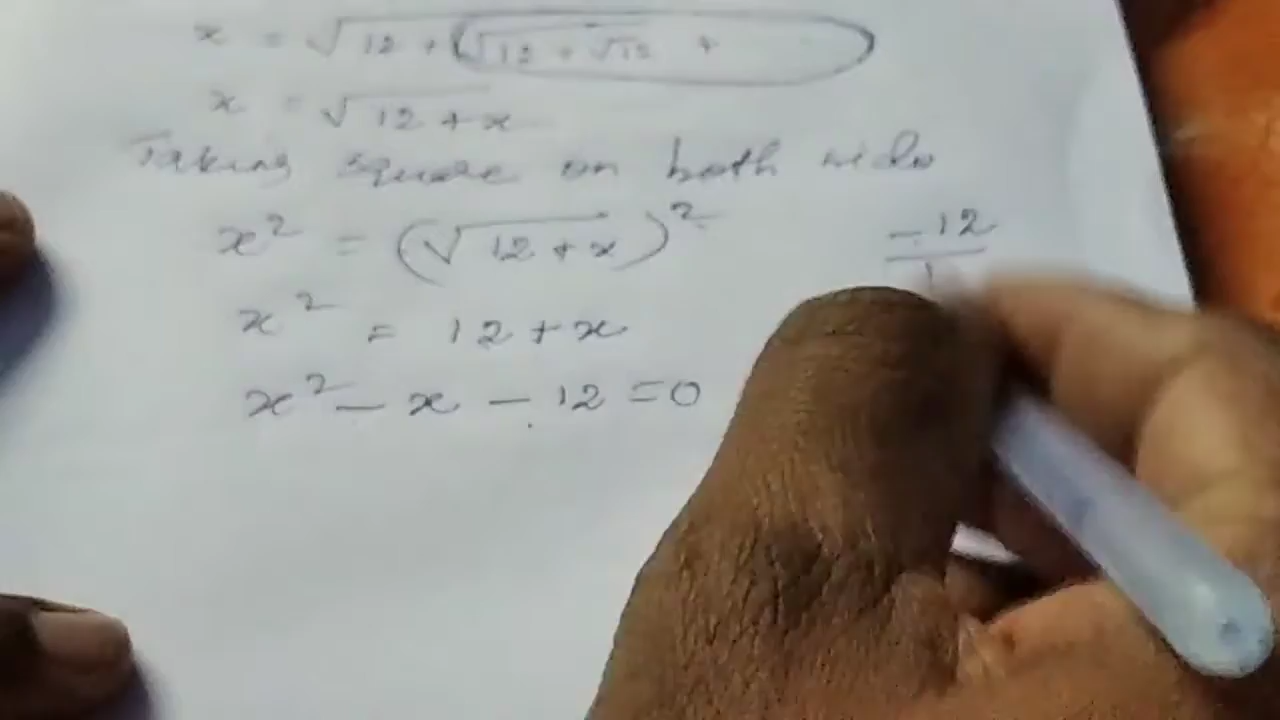 x = √12 + √12 + √12 +
x = √12 + x
Taking square on both side
x² = (√12 + x)²
x² = 12 + x
x² - x - 12 = 0
-12